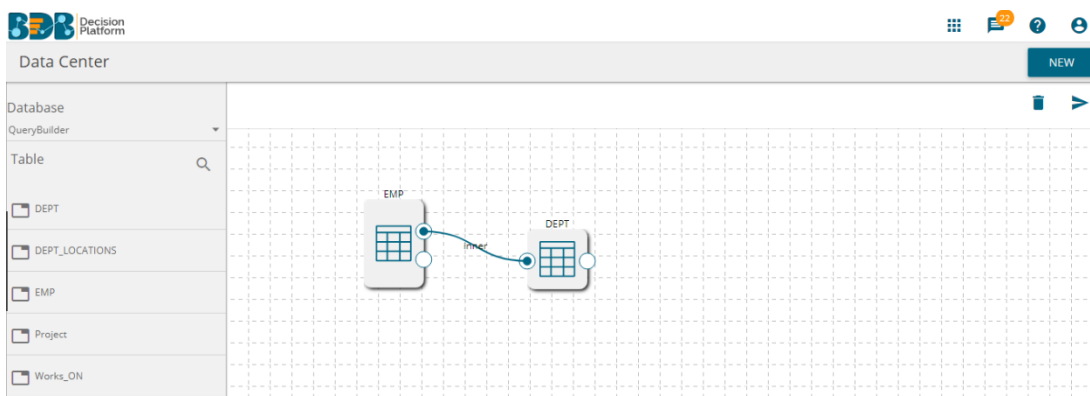 BDB Decision Platform
22
Data Center
NEW
Database
QueryBuilder
Table
DEPT
DEPT_LOCATIONS
EMP
Project
Works_ON
EMP
inner
DEPT